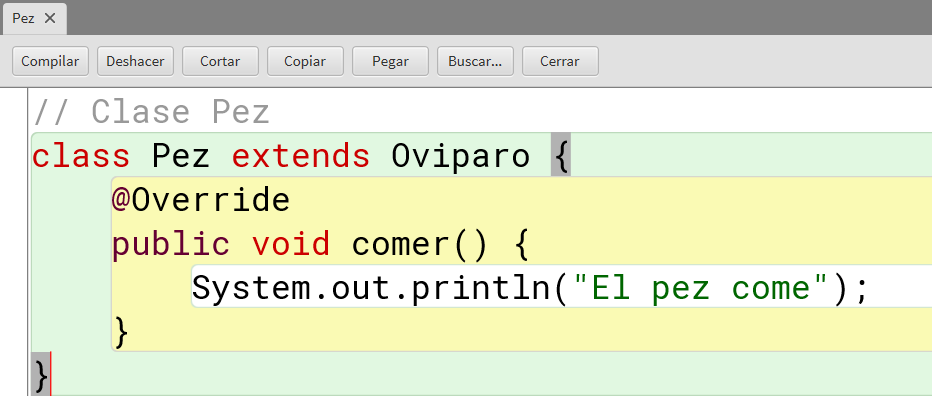 Pez
Compilar Deshacer Cortar Copiar Pegar Buscar... Cerrar
// Clase Pez
class Pez extends Oviparo {
@Override
public void comer() {
System.out.println("El pez come");
}
}